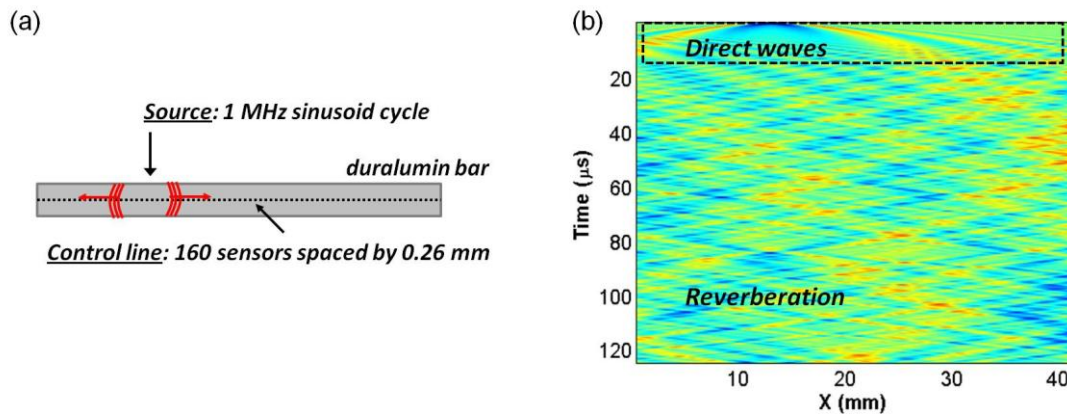 (a)
Source: 1 MHz sinusoid cycle
duralumin bar
Control line: 160 sensors spaced by 0.26 mm
(b)
Direct waves
Reverberation
Time (μs)
20
40
60
80
100
120
10
20
30
40
X (mm)